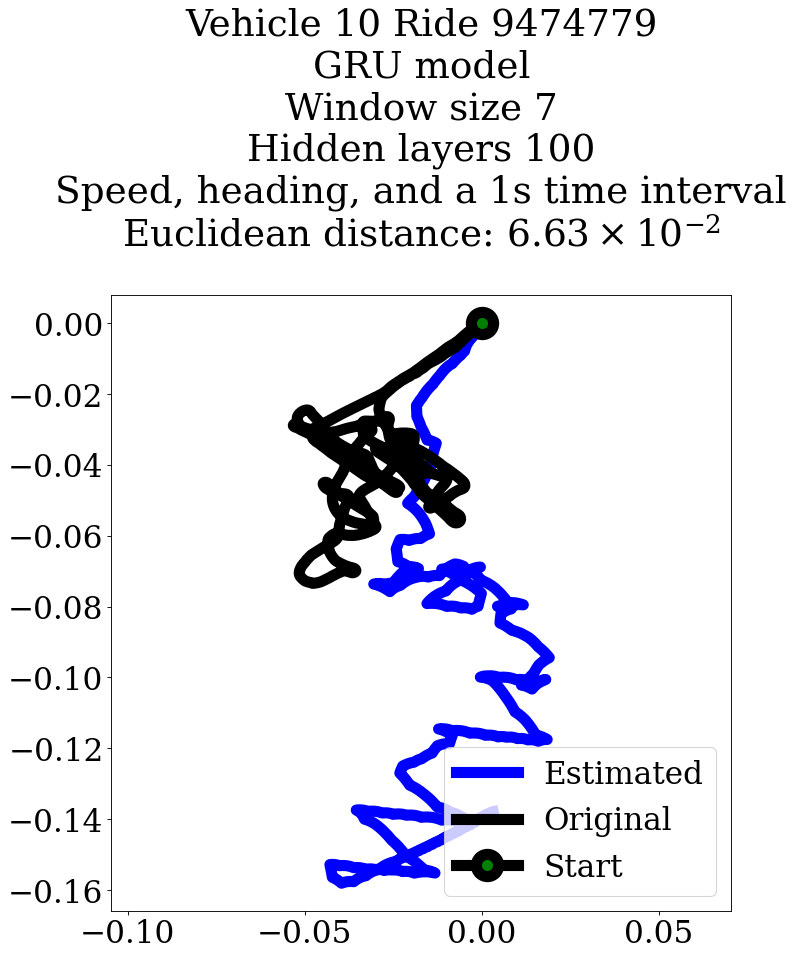 Vehicle 10 Ride 9474779
GRU model
Window size 7
Hidden layers 100
Speed, heading, and a 1s time interval
Euclidean distance: 6.63 × 10⁻²
0.00
−0.02
−0.04
−0.06
−0.08
−0.10
−0.12
−0.14
−0.16
Estimated
Original
Start
−0.10 −0.05 0.00 0.05